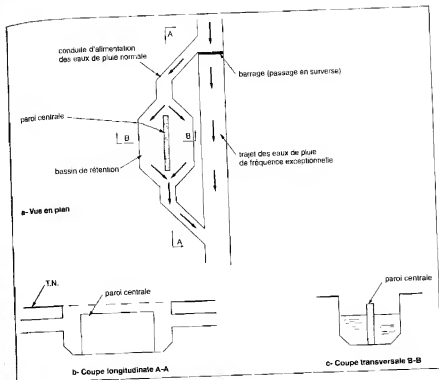 A
conduite d'alimentation
des eaux de pluie normale
barrage (passage en surverse)
paroi centrale
B
B
trajet des eaux de pluie
de fréquence exceptionnelle
bassin de rétention
a- Vue en plan
A
T.N.
paroi centrale
paroi centrale
b- Coupe longitudinale A-A
c- Coupe transversale B-B